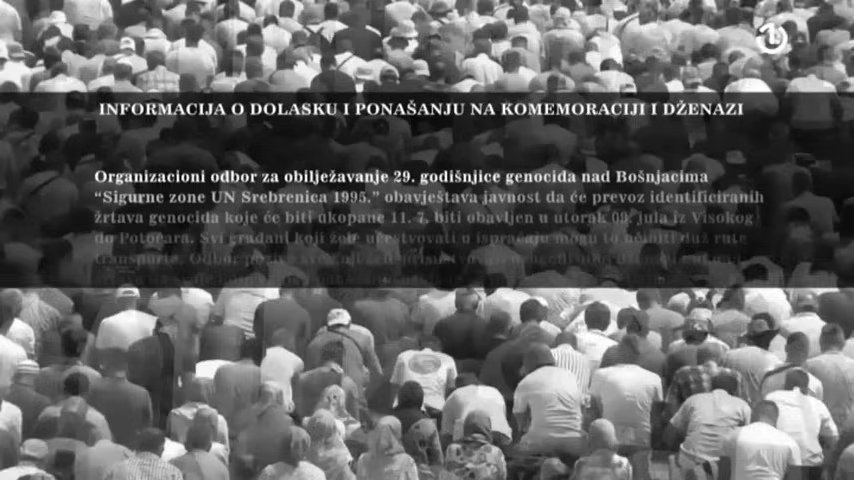 INFORMACIJA O DOLASKU I PONAŠANJU NA KOMEMORACIJI I DŽENAZI
Organizacioni odbor za obilježavanje 29. godišnjice genocida nad Bošnjacima
“Sigurne zone UN Srebrenica 1995.” obavještava javnost da će prevoz identificiranih
žrtava genocida koje će biti ukopane 11. 7. biti obavljen u utorak 09. jula iz Visokog
do Potočara. Svi građani koji žele učestvovati u ispraćaju mogu to učiniti duž rute
transporta. Odbor